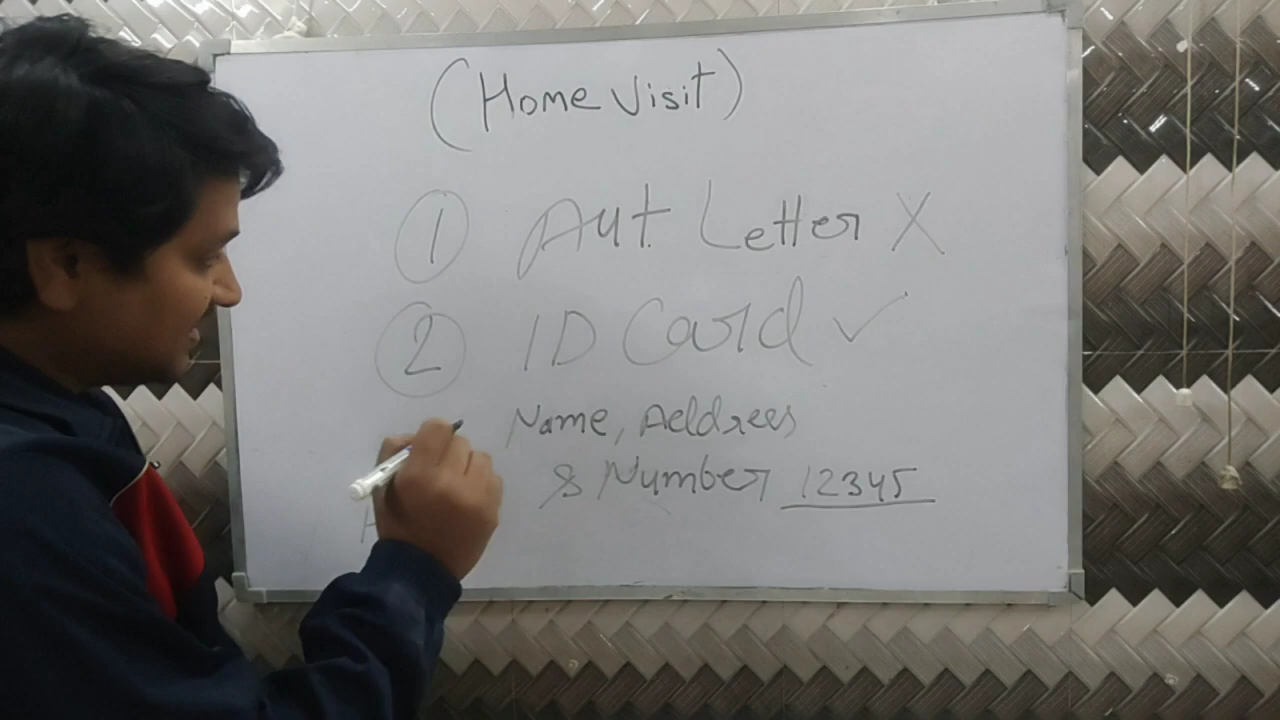 (Home Visit)
① Aut Letter X
② ID Card ✓
Name, Address
& Number 12345